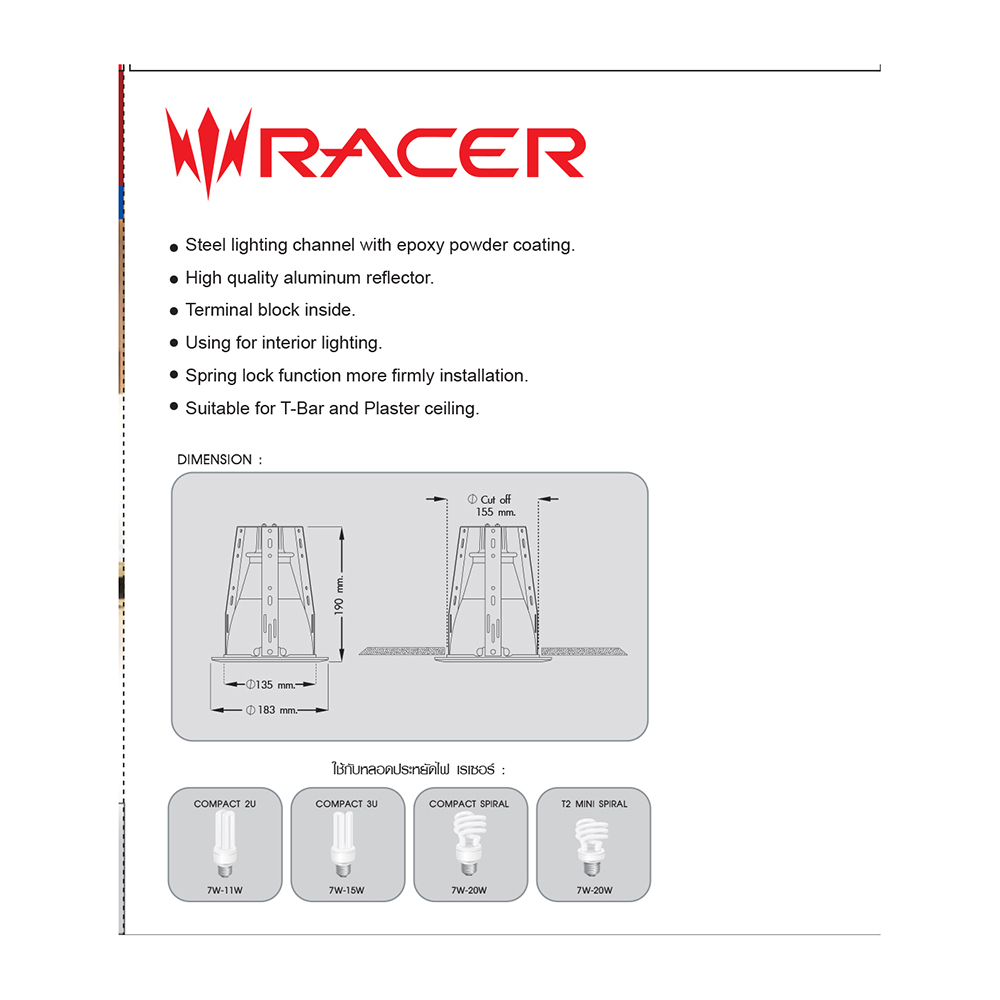 RACER
● Steel lighting channel with epoxy powder coating.
● High quality aluminum reflector.
● Terminal block inside.
● Using for interior lighting.
● Spring lock function more firmly installation.
● Suitable for T-Bar and Plaster ceiling.
DIMENSION :
∅ Cut off
155 mm.
190 mm.
∅135 mm.
∅183 mm.
ใช้กับหลอดประหยัดไฟ เรเซอร์ :
COMPACT 2U
7W-11W
COMPACT 3U
7W-15W
COMPACT SPIRAL
7W-20W
T2 MINI SPIRAL
7W-20W